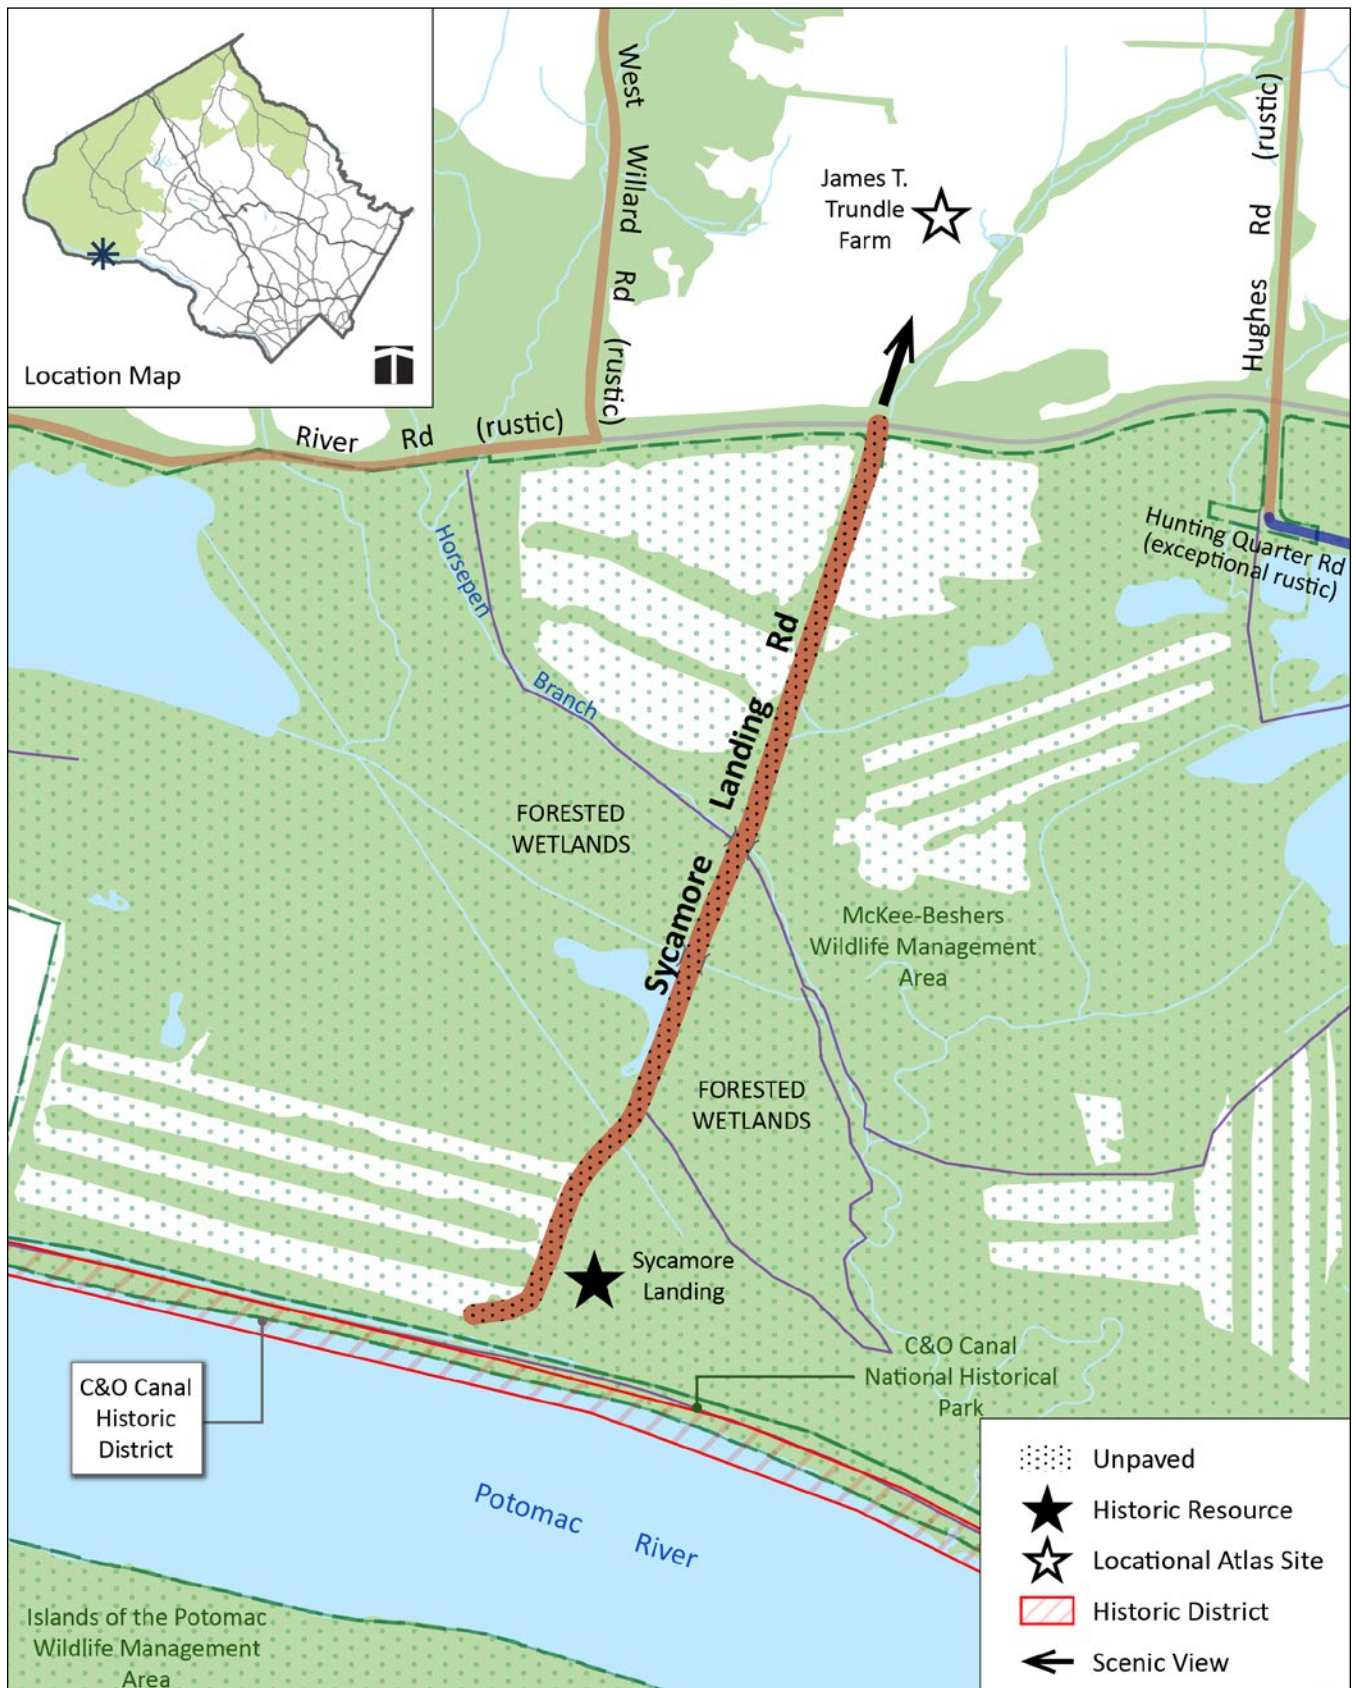 Location Map
West Willard Rd (rustic)
James T.
Trundle
Farm
Hughes Rd (rustic)
River Rd (rustic)
Hunting Quarter Rd
(exceptional rustic)
Horsepen Branch
Sycamore Landing Rd
FORESTED
WETLANDS
McKee-Beshers
Wildlife Management
Area
FORESTED
WETLANDS
Sycamore
Landing
C&O Canal
National Historical
Park
C&O Canal
Historic
District
Potomac River
Islands of the Potomac
Wildlife Management
Area
Unpaved
Historic Resource
Locational Atlas Site
Historic District
Scenic View